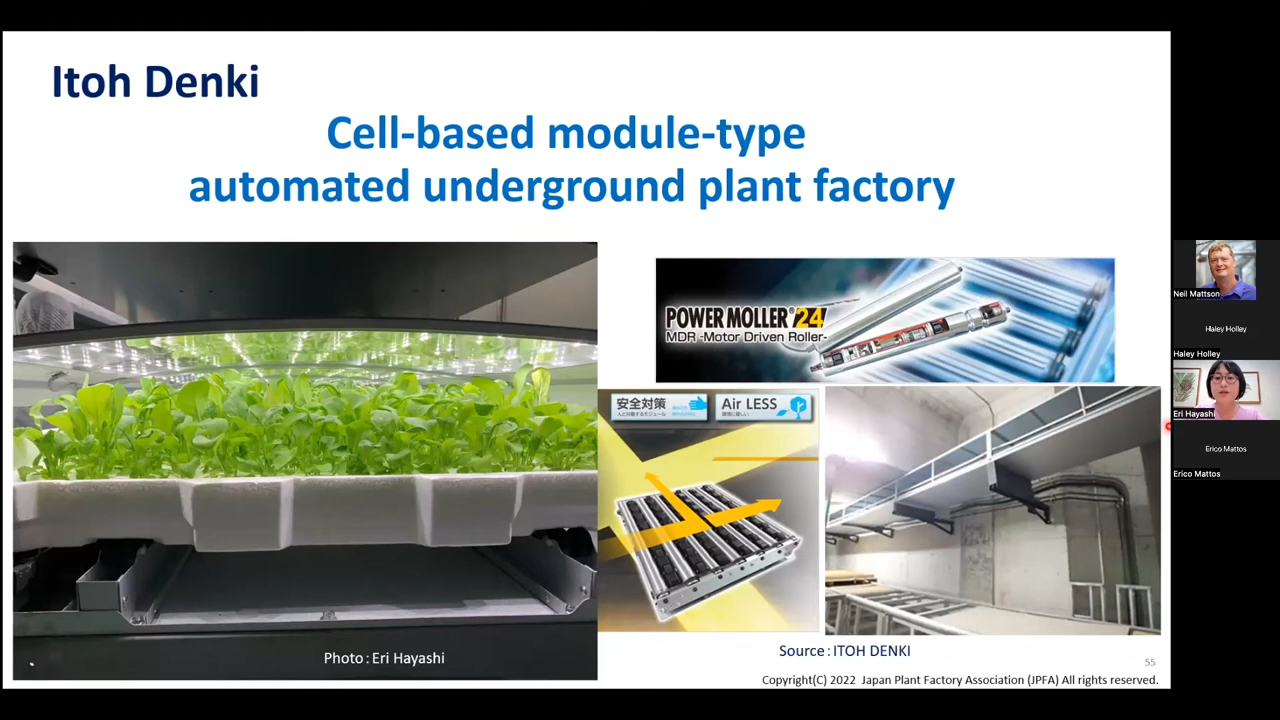 Itoh Denki
Cell-based module-type
automated underground plant factory
POWER MOLLER® 24!
MDR -Motor Driven Roller-
安全対策
Air LESS
Photo : Eri Hayashi
Source : ITOH DENKI
55
Copyright(C) 2022 Japan Plant Factory Association (JPFA) All rights reserved.
Neil Mattson
Haley Holley
Haley Holley
Eri Hayashi
Erico Mattos
Erico Mattos